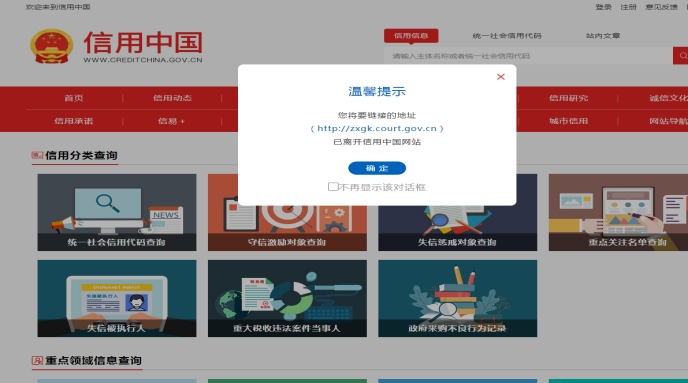 欢迎来到信用中国
登录 注册 意见反馈
信用中国
WWW.CREDITCHINA.GOV.CN
信用信息 统一社会信用代码 站内文章
请输入主体名称或者统一社会信用代码
首页 信用动态 信用研究 诚信文化
信用承诺 信易+ 城市信用 网站导航
温馨提示
您将要链接的地址
（http://zxgk.court.gov.cn）
已离开信用中国网站
确 定
不再显示该对话框
信用分类查询
NEWS
统一社会信用代码查询 守信激励对象查询 失信惩戒对象查询 重点关注名单查询
失信被执行人
失信被执行人 重大税收违法案件当事人 政府采购不良行为记录
重点领域信息查询